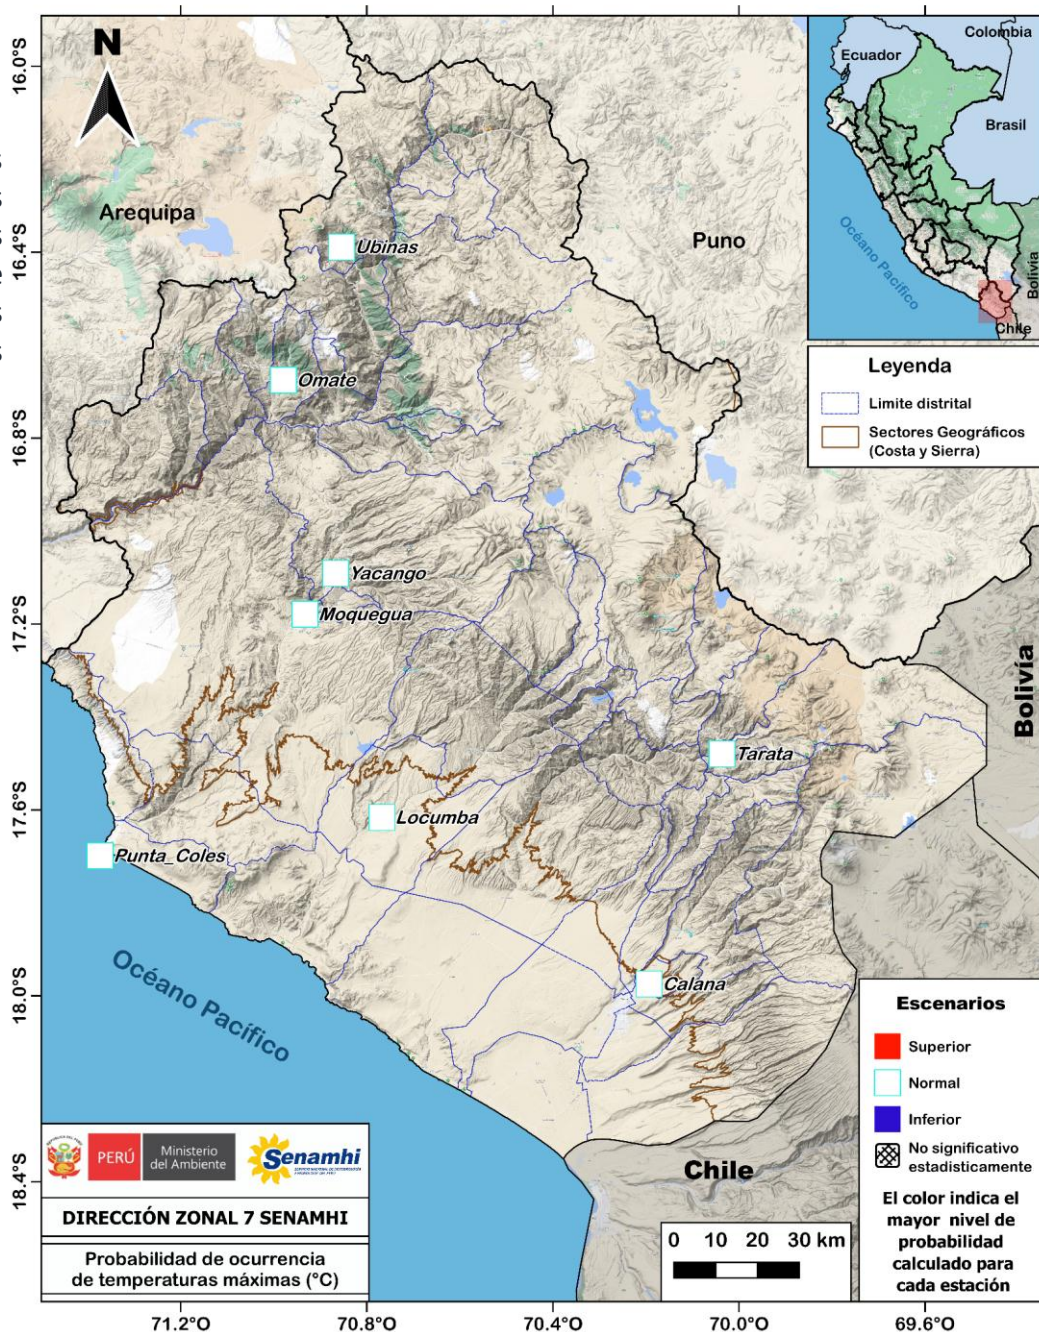 N
16.0°S
16.4°S
16.8°S
17.2°S
17.6°S
18.0°S
18.4°S
Arequipa
Puno
Ubinas
Omate
Yacango
Moquegua
Tarata
Locumba
Punta_Coles
Calana
Océano Pacífico
Bolivía
Chile
Colombia
Ecuador
Brasil
Océano Pacífico
Bolivia
Chile
Leyenda
Limite distrital
Sectores Geográficos
(Costa y Sierra)
Escenarios
Superior
Normal
Inferior
No significativo
estadisticamente
El color indica el
mayor nivel de
probabilidad
calculado para
cada estación
PERÚ
Ministerio
del Ambiente
Senamhi
DIRECCIÓN ZONAL 7 SENAMHI
Probabilidad de ocurrencia
de temperaturas máximas (°C)
0 10 20 30 km
71.2°O
70.8°O
70.4°O
70.0°O
69.6°O